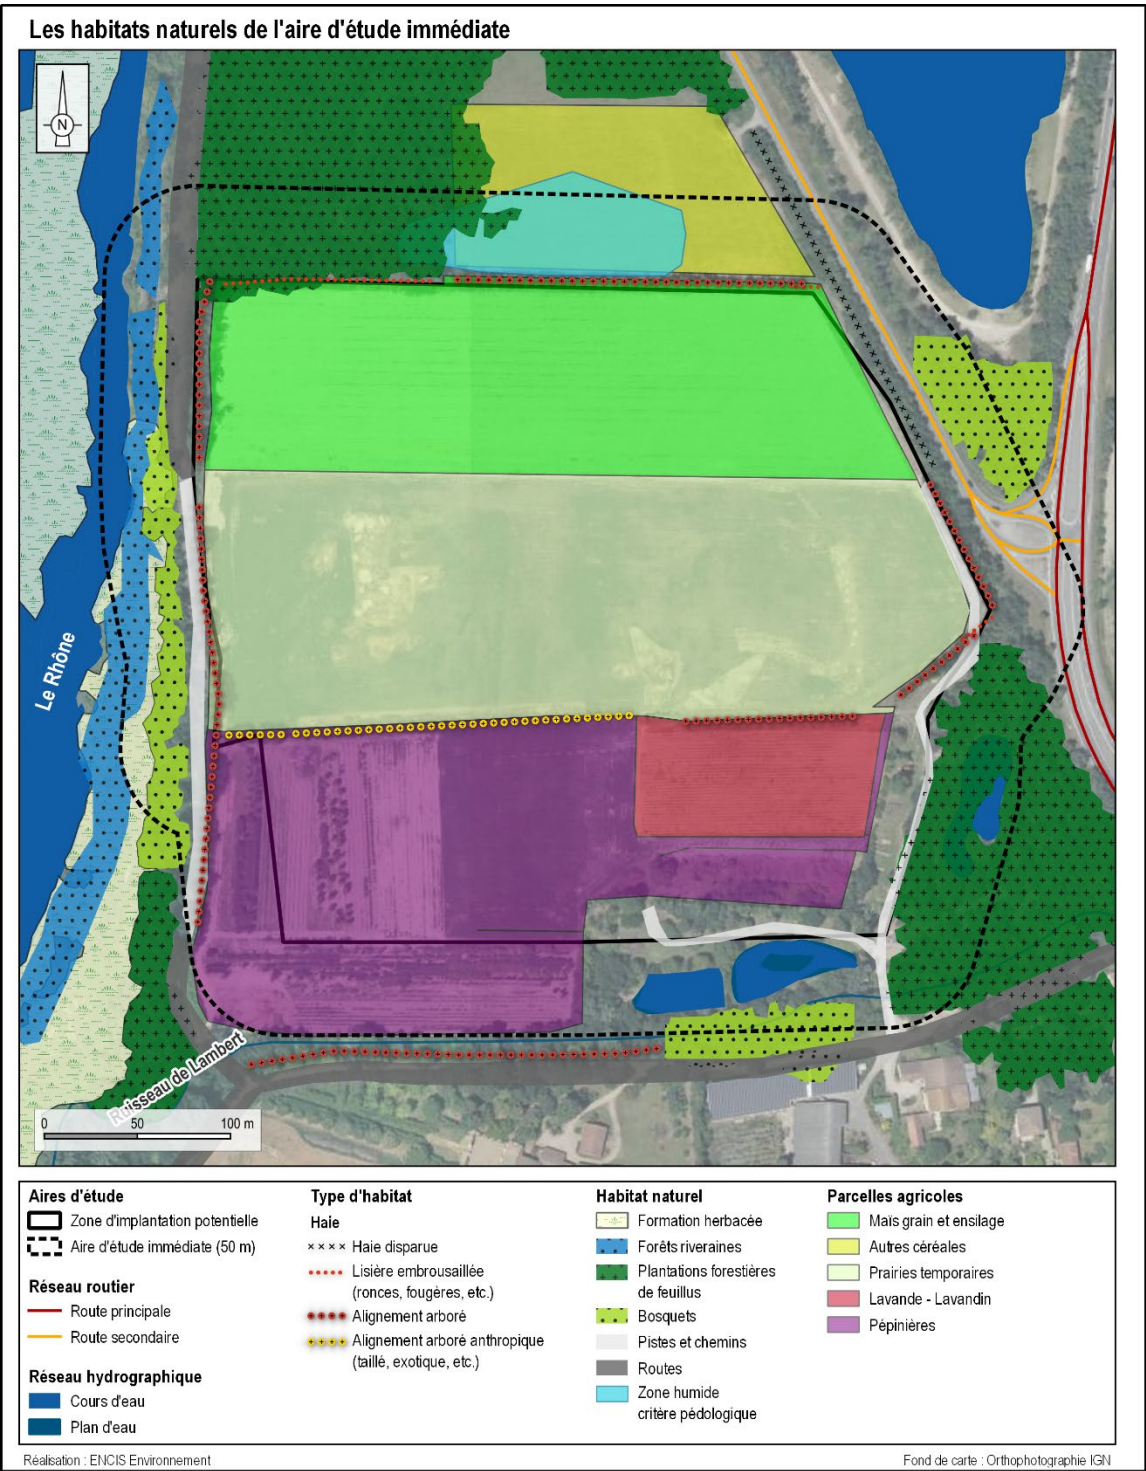 Les habitats naturels de l'aire d'étude immédiate
N
Le Rhône
Ruisseau de Lambert
0 50 100 m
Aires d'étude
Zone d'implantation potentielle
Aire d'étude immédiate (50 m)
Réseau routier
Route principale
Route secondaire
Réseau hydrographique
Cours d'eau
Plan d'eau
Type d'habitat
Haie
Haie disparue
Lisière embrousaillée
(ronces, fougères, etc.)
Alignement arboré
Alignement arboré anthropique
(taillé, exotique, etc.)
Habitat naturel
Formation herbacée
Forêts riveraines
Plantations forestières
de feuillus
Bosquets
Pistes et chemins
Routes
Zone humide
critère pédologique
Parcelles agricoles
Maïs grain et ensilage
Autres céréales
Prairies temporaires
Lavande - Lavandin
Pépinières
Réalisation : ENCIS Environnement
Fond de carte : Orthophotographie IGN